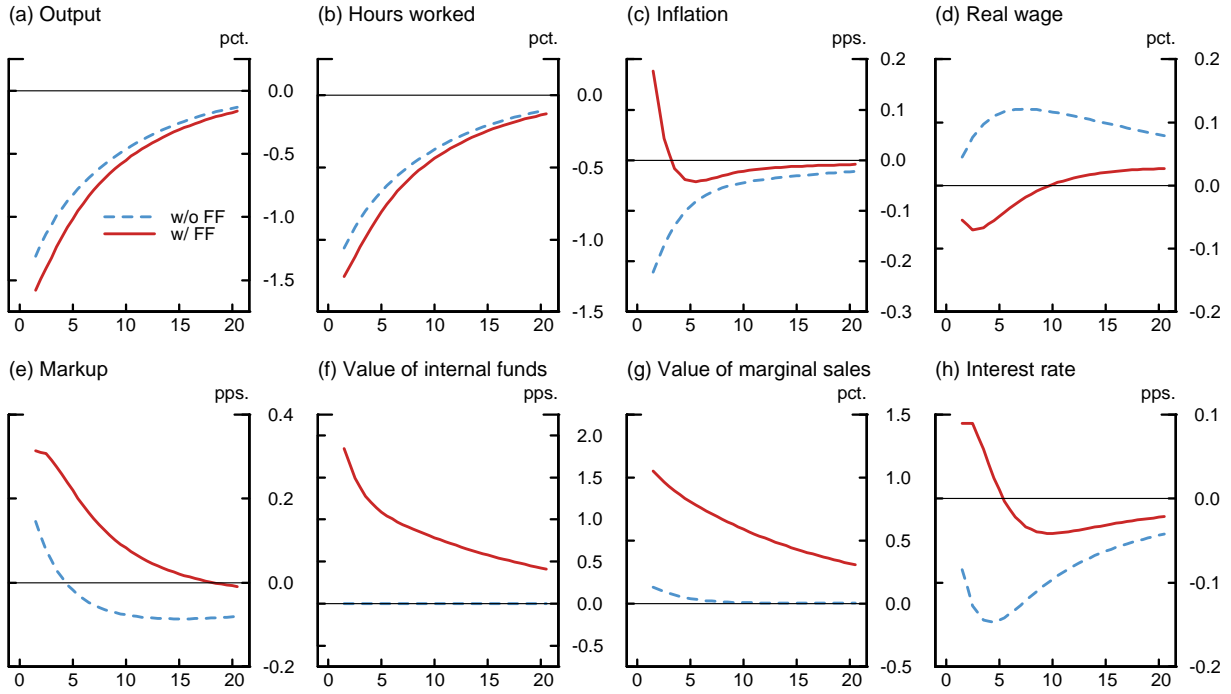 (a) Output
pct.
0.0
-0.5
-1.0
-1.5
w/o FF
w/ FF
0 5 10 15 20
(b) Hours worked
pct.
0.0
-0.5
-1.0
-1.5
0 5 10 15 20
(c) Inflation
pps.
0.2
0.1
0.0
-0.1
-0.2
-0.3
0 5 10 15 20
(d) Real wage
pct.
0.2
0.1
0.0
-0.1
-0.2
0 5 10 15 20
(e) Markup
pps.
0.4
0.2
0.0
-0.2
0 5 10 15 20
(f) Value of internal funds
pps.
2.0
1.0
0.0
-0.5
0 5 10 15 20
(g) Value of marginal sales
pct.
1.5
1.0
0.5
0.0
-0.5
0 5 10 15 20
(h) Interest rate
pps.
0.1
0.0
-0.1
-0.2
0 5 10 15 20